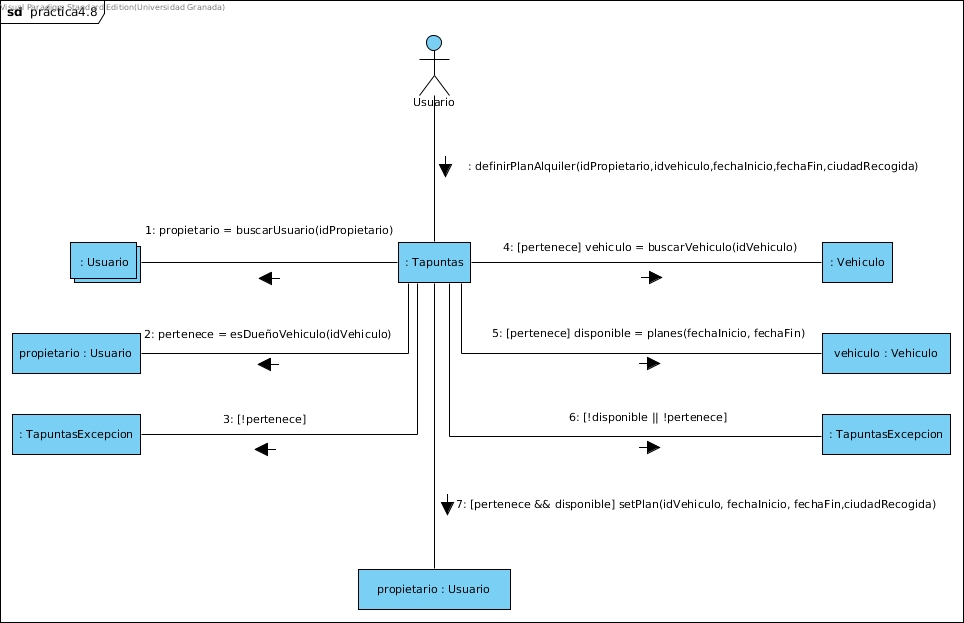 Visual Paradigm Standard Edition(Universidad Granada)
sd practica4.8
Usuario
: definirPlanAlquiler(idPropietario,idvehiculo,fechaInicio,fechaFin,ciudadRecogida)
1: propietario = buscarUsuario(idPropietario)
4: [pertenece] vehiculo = buscarVehiculo(idVehiculo)
: Usuario
: Tapuntas
: Vehiculo
2: pertenece = esDueñoVehiculo(idVehiculo)
5: [pertenece] disponible = planes(fechaInicio, fechaFin)
propietario : Usuario
vehiculo : Vehiculo
3: [!pertenece]
6: [!disponible || !pertenece]
: TapuntasExcepcion
: TapuntasExcepcion
7: [pertenece && disponible] setPlan(idVehiculo, fechaInicio, fechaFin,ciudadRecogida)
propietario : Usuario